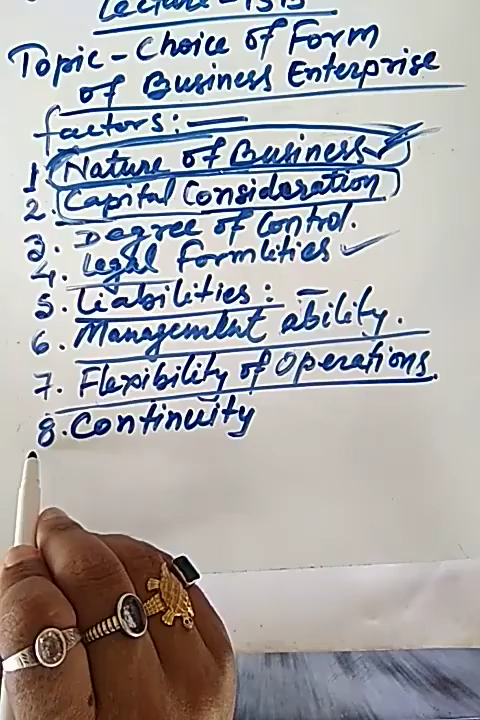 Topic - Choice of Form
of Business Enterprise
factors: -
1 Nature of Business
2. Capital Consideration
3. Degree of Control.
4. Legal Formlities
5. Liabilities : -
6. Management ability.
7. Flexibility of Operations.
8. Continuity